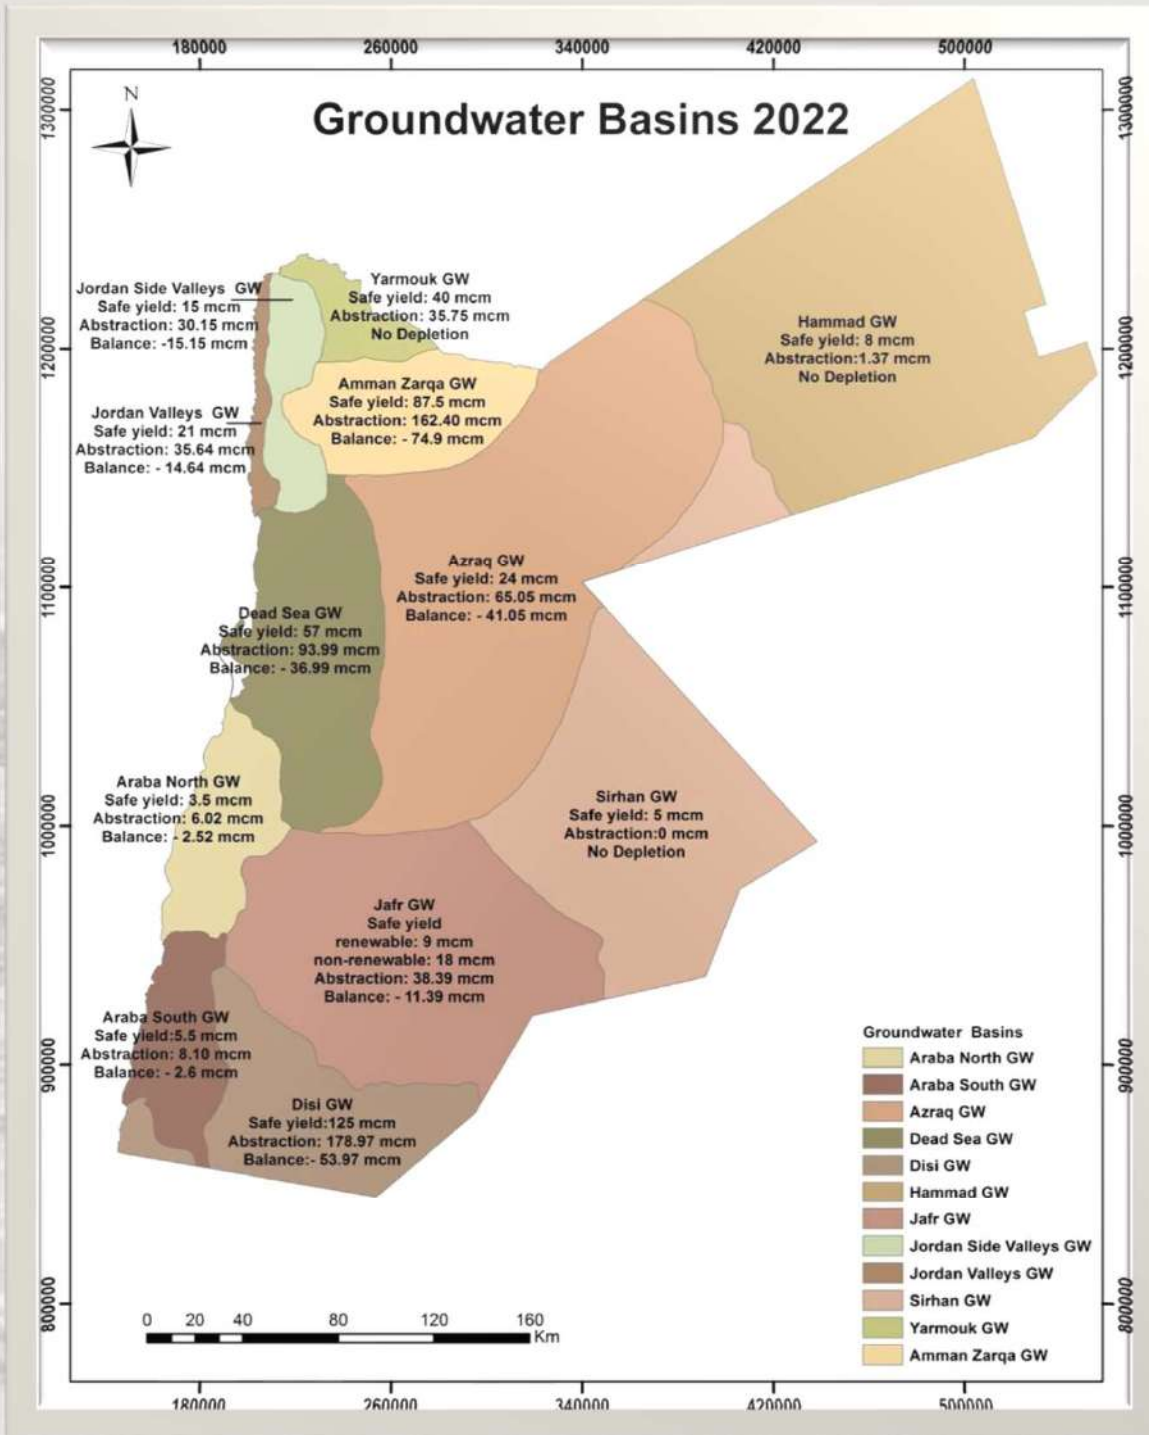 180000 260000 340000 420000 500000
1300000
1300000
N
Groundwater Basins 2022
Jordan Side Valleys GW
Safe yield: 15 mcm
Abstraction: 30.15 mcm
Balance: -15.15 mcm
Yarmouk GW
Safe yield: 40 mcm
Abstraction: 35.75 mcm
No Depletion
Hammad GW
Safe yield: 8 mcm
Abstraction:1.37 mcm
No Depletion
1200000
1200000
Amman Zarqa GW
Safe yield: 87.5 mcm
Abstraction: 162.40 mcm
Balance: - 74.9 mcm
Jordan Valleys GW
Safe yield: 21 mcm
Abstraction: 35.64 mcm
Balance: - 14.64 mcm
Azraq GW
Safe yield: 24 mcm
Abstraction: 65.05 mcm
Balance: - 41.05 mcm
1100000
1100000
Dead Sea GW
Safe yield: 57 mcm
Abstraction: 93.99 mcm
Balance: - 36.99 mcm
Araba North GW
Safe yield: 3.5 mcm
Abstraction: 6.02 mcm
Balance: - 2.52 mcm
Sirhan GW
Safe yield: 5 mcm
Abstraction:0 mcm
No Depletion
1000000
1000000
Jafr GW
Safe yield
renewable: 9 mcm
non-renewable: 18 mcm
Abstraction: 38.39 mcm
Balance: - 11.39 mcm
Araba South GW
Safe yield:5.5 mcm
Abstraction: 8.10 mcm
Balance: - 2.6 mcm
900000
900000
Disi GW
Safe yield:125 mcm
Abstraction: 178.97 mcm
Balance:- 53.97 mcm
Groundwater Basins
Araba North GW
Araba South GW
Azraq GW
Dead Sea GW
Disi GW
Hammad GW
Jafr GW
Jordan Side Valleys GW
Jordan Valleys GW
Sirhan GW
Yarmouk GW
Amman Zarqa GW
800000
800000
0 20 40 80 120 160
Km
180000 260000 340000 420000 500000